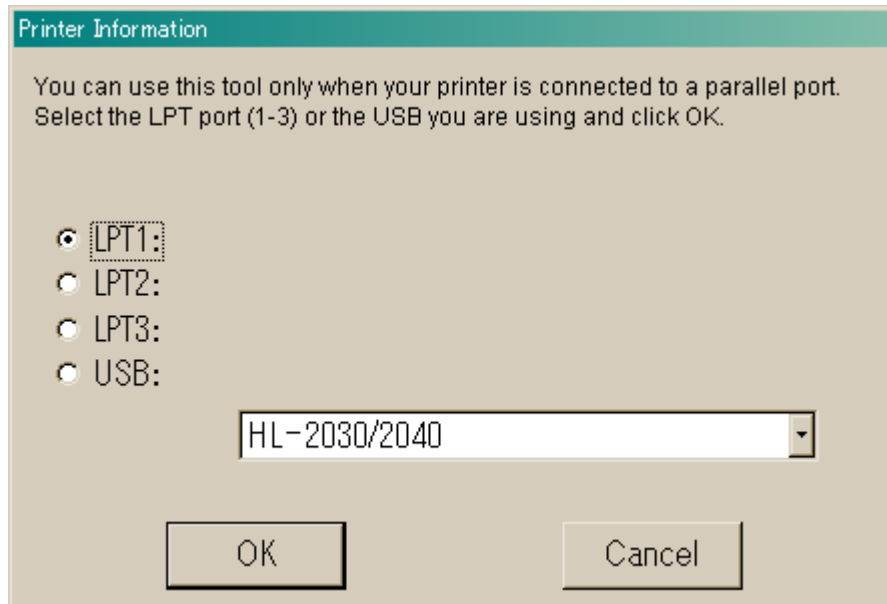 Printer Information
You can use this tool only when your printer is connected to a parallel port.
Select the LPT port (1-3) or the USB you are using and click OK.
LPT1:
LPT2:
LPT3:
USB:
HL-2030/2040
OK Cancel